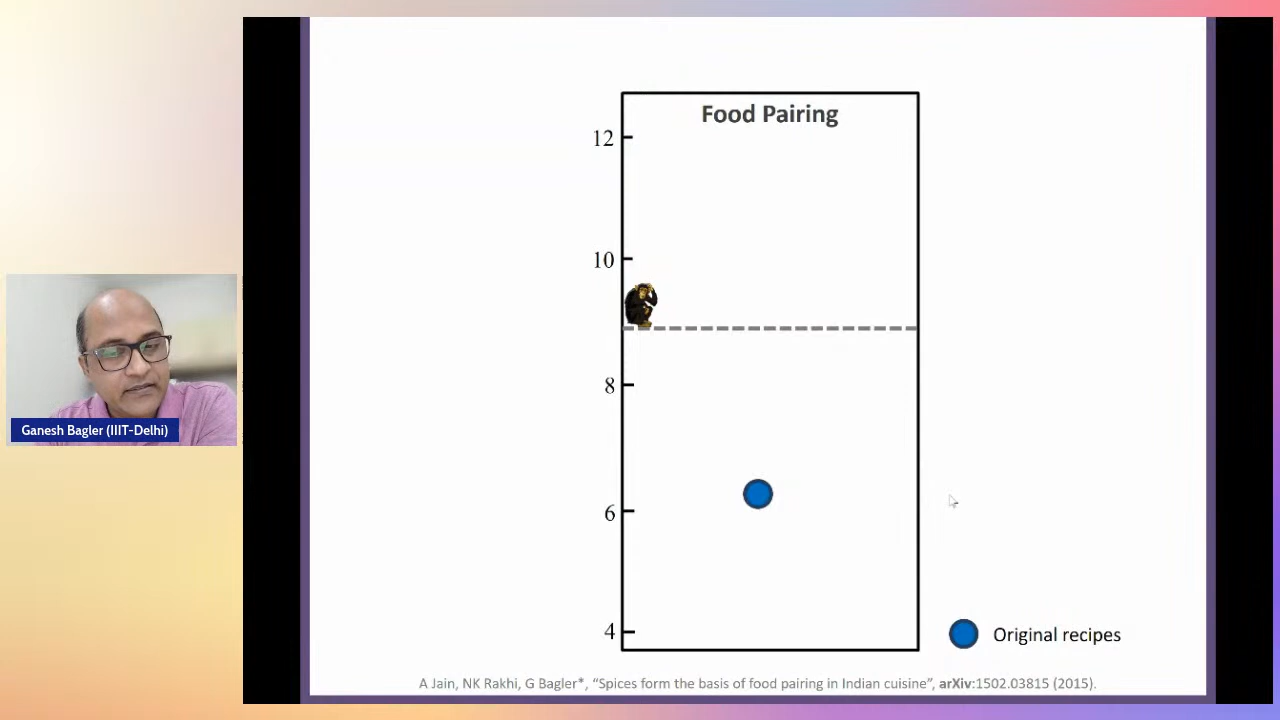 Food Pairing
12
10
8
6
4
Original recipes
Ganesh Bagler (IIIT-Delhi)
A Jain, NK Rakhi, G Bagler*, “Spices form the basis of food pairing in Indian cuisine”, arXiv:1502.03815 (2015).